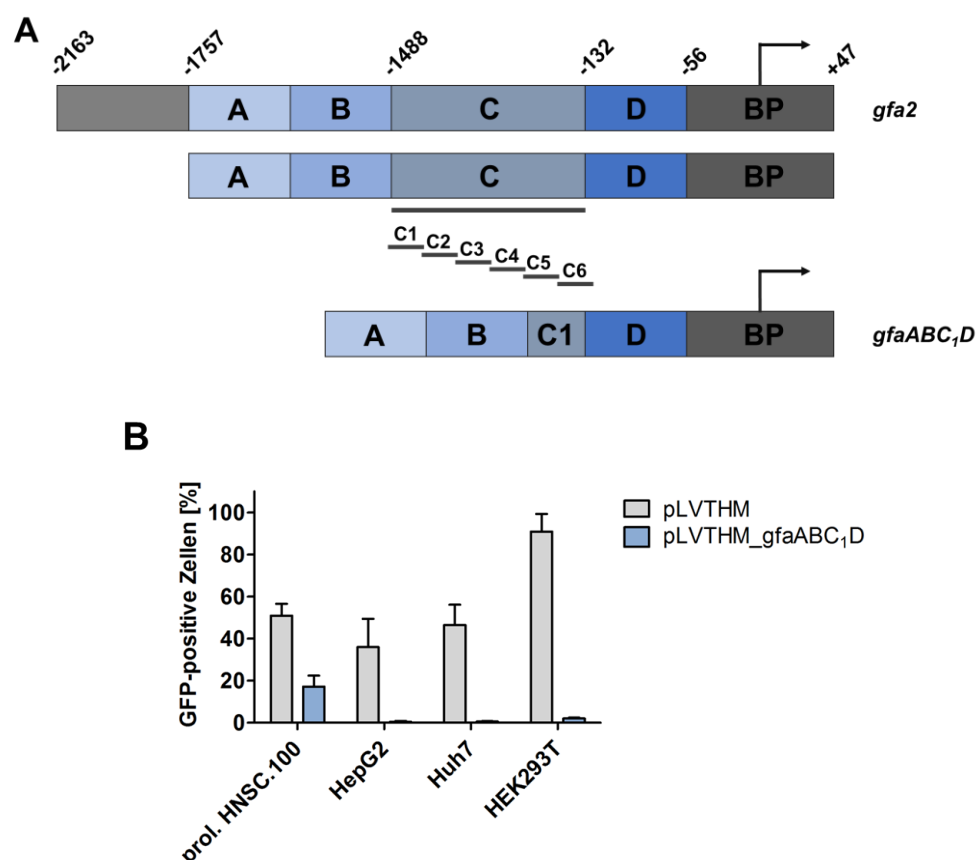 A
-2163 -1757 -1488 -132 -56 +47
A B C D BP gfa2
A B C D BP
C1 C2 C3 C4 C5 C6
A B C1 D BP gfaABC₁D
B
GFP-positive Zellen [%]
100
80
60
40
20
0
prol. HNSC.100 HepG2 Huh7 HEK293T
pLVTHM
pLVTHM_gfaABC₁D